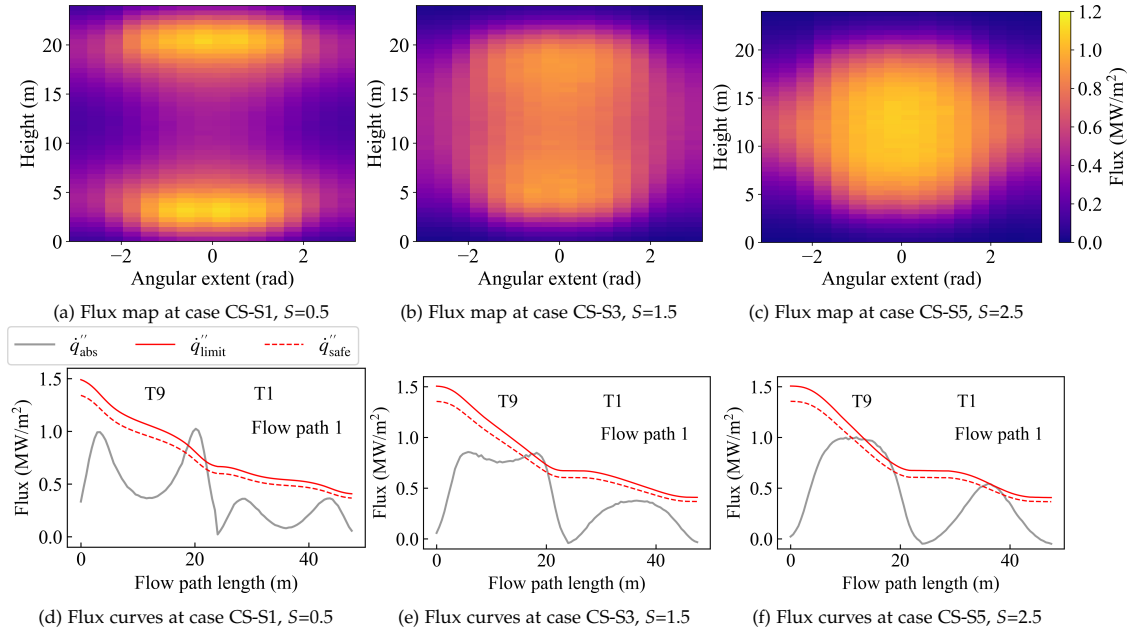 Height (m)
20
15
10
5
0
−2
0
2
Angular extent (rad)
(a) Flux map at case CS-S1, S=0.5
Height (m)
20
15
10
5
0
−2
0
2
Angular extent (rad)
(b) Flux map at case CS-S3, S=1.5
Height (m)
20
15
10
5
0
−2
0
2
Angular extent (rad)
(c) Flux map at case CS-S5, S=2.5
1.2
1.0
0.8
0.6
0.4
0.2
0.0
Flux (MW/m²)
q̇″abs
q̇″limit
q̇″safe
Flux (MW/m²)
1.5
1.0
0.5
0.0
T9
T1
Flow path 1
0
20
40
Flow path length (m)
(d) Flux curves at case CS-S1, S=0.5
Flux (MW/m²)
1.5
1.0
0.5
0.0
T9
T1
Flow path 1
0
20
40
Flow path length (m)
(e) Flux curves at case CS-S3, S=1.5
Flux (MW/m²)
1.5
1.0
0.5
0.0
T9
T1
Flow path 1
0
20
40
Flow path length (m)
(f) Flux curves at case CS-S5, S=2.5